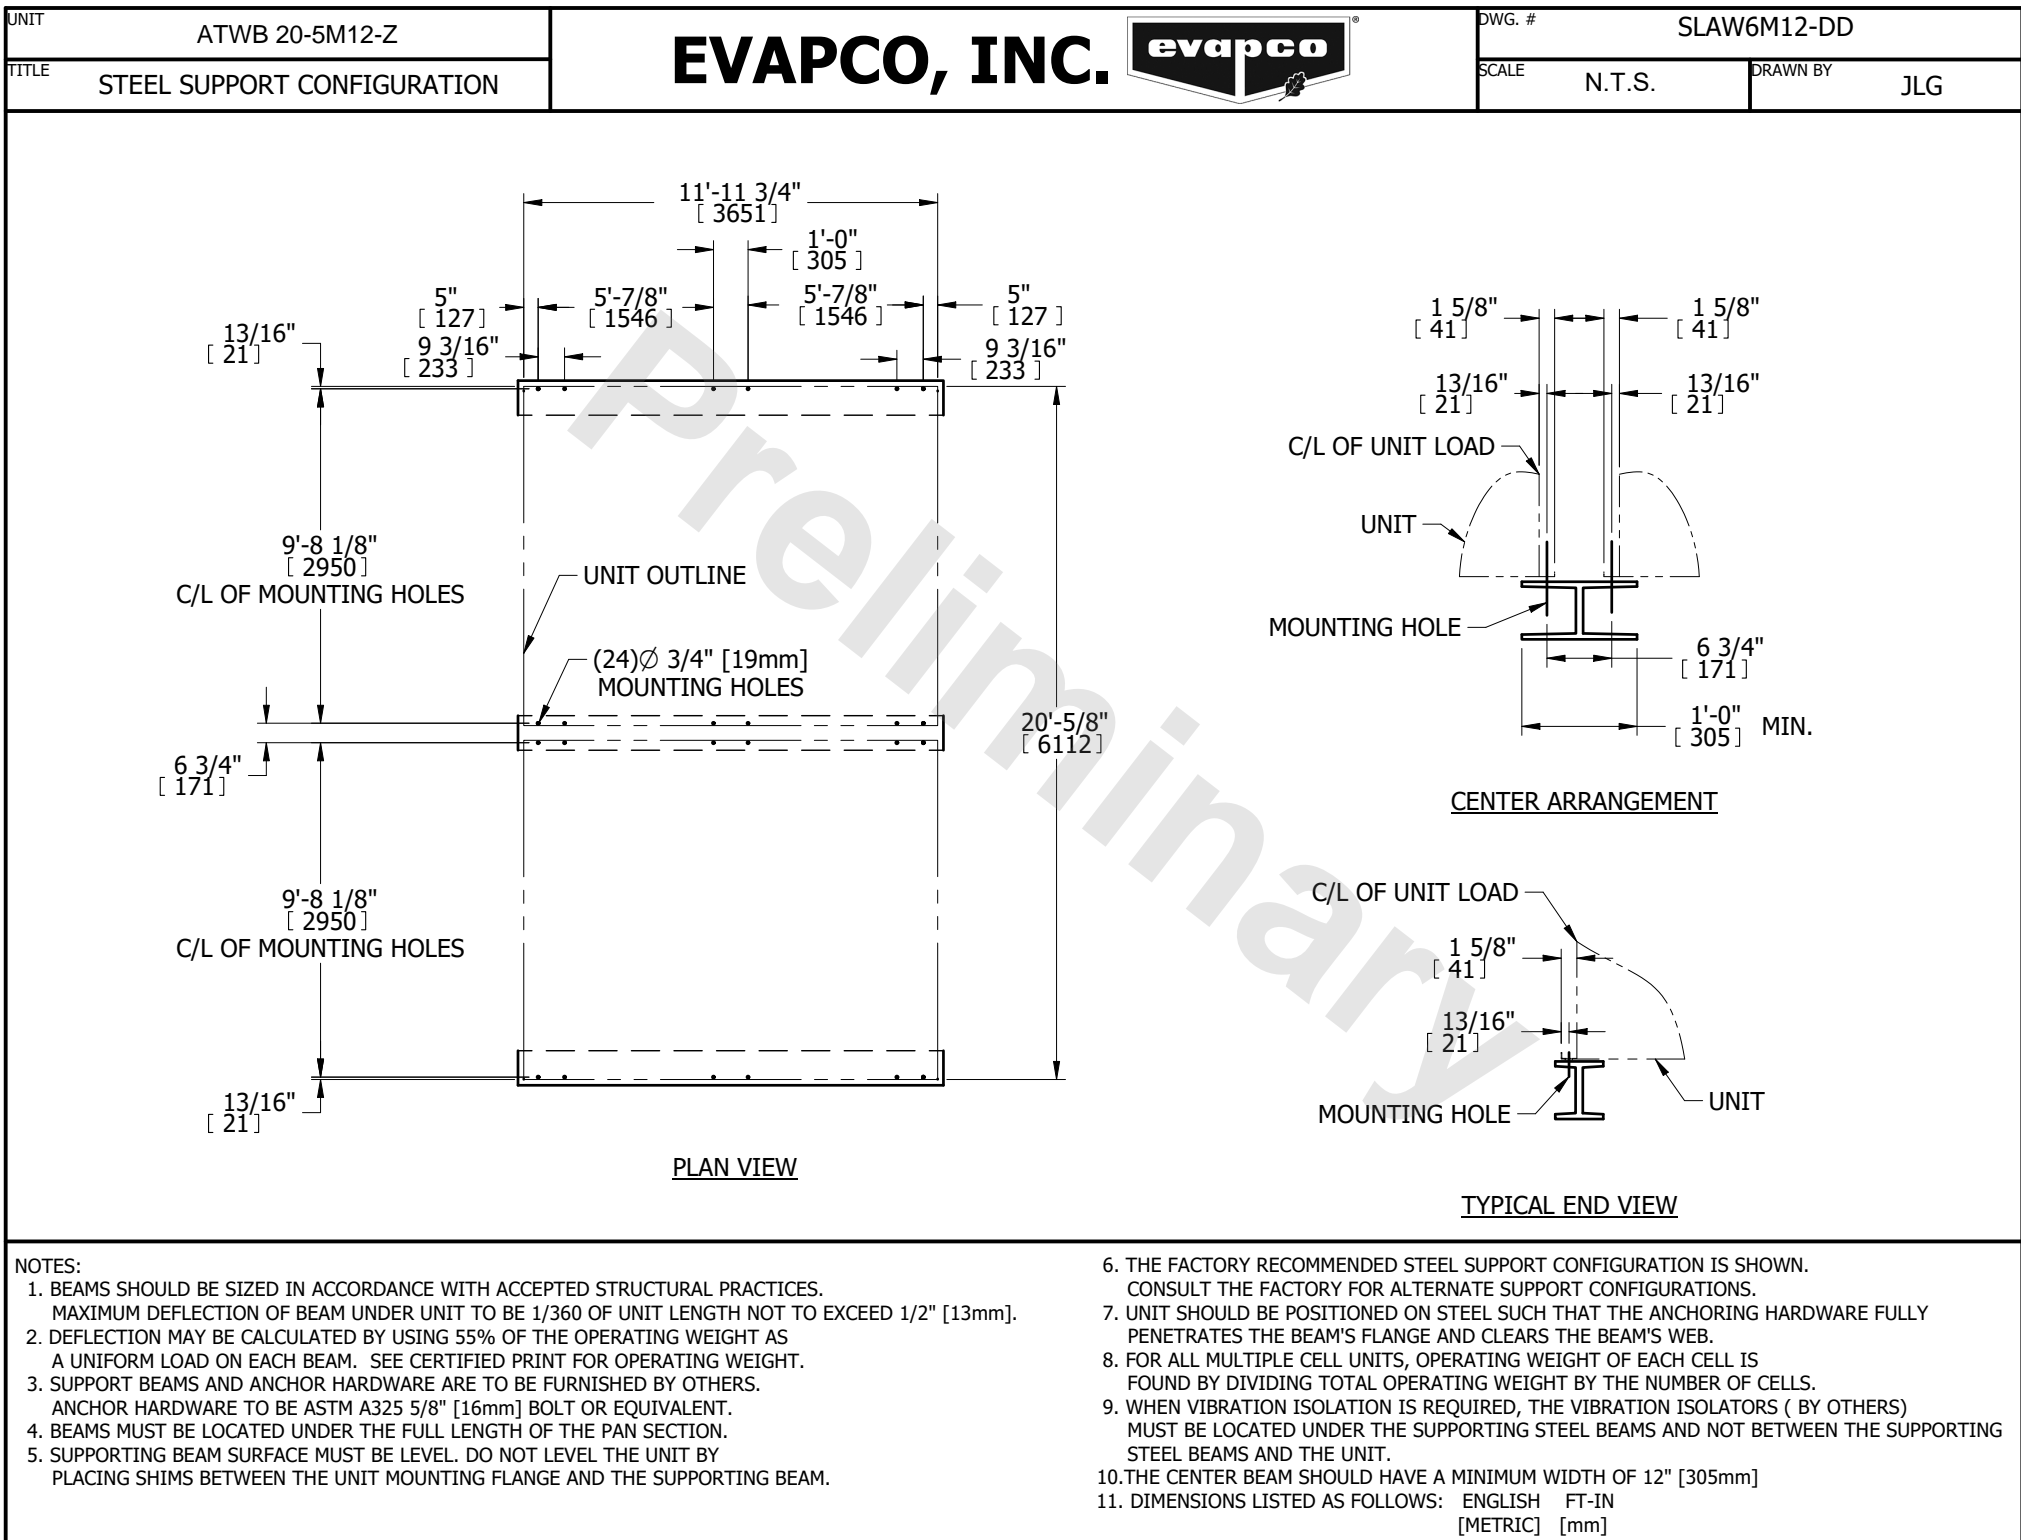 UNIT
ATWB 20-5M12-Z
TITLE
STEEL SUPPORT CONFIGURATION
EVAPCO, INC.
evapco
®
DWG. #
SLAW6M12-DD
SCALE
N.T.S.
DRAWN BY
JLG
11'-11 3/4"
[ 3651]
1'-0"
[ 305 ]
5"
[ 127]
5'-7/8"
[ 1546 ]
5'-7/8"
[ 1546 ]
5"
[ 127 ]
13/16"
[ 21]
9 3/16"
[ 233 ]
9 3/16"
[ 233 ]
9'-8 1/8"
[ 2950]
C/L OF MOUNTING HOLES
UNIT OUTLINE
(24)∅ 3/4" [19mm]
MOUNTING HOLES
6 3/4"
[ 171]
20'-5/8"
[ 6112]
9'-8 1/8"
[ 2950]
C/L OF MOUNTING HOLES
13/16"
[ 21]
PLAN VIEW
1 5/8"
[ 41]
1 5/8"
[ 41]
13/16"
[ 21]
13/16"
[ 21]
C/L OF UNIT LOAD
UNIT
MOUNTING HOLE
6 3/4"
[ 171]
1'-0"
[ 305]
MIN.
CENTER ARRANGEMENT
C/L OF UNIT LOAD
1 5/8"
[ 41]
13/16"
[ 21]
MOUNTING HOLE
UNIT
TYPICAL END VIEW
Preliminary
NOTES:
1. BEAMS SHOULD BE SIZED IN ACCORDANCE WITH ACCEPTED STRUCTURAL PRACTICES.
MAXIMUM DEFLECTION OF BEAM UNDER UNIT TO BE 1/360 OF UNIT LENGTH NOT TO EXCEED 1/2" [13mm].
2. DEFLECTION MAY BE CALCULATED BY USING 55% OF THE OPERATING WEIGHT AS
A UNIFORM LOAD ON EACH BEAM. SEE CERTIFIED PRINT FOR OPERATING WEIGHT.
3. SUPPORT BEAMS AND ANCHOR HARDWARE ARE TO BE FURNISHED BY OTHERS.
ANCHOR HARDWARE TO BE ASTM A325 5/8" [16mm] BOLT OR EQUIVALENT.
4. BEAMS MUST BE LOCATED UNDER THE FULL LENGTH OF THE PAN SECTION.
5. SUPPORTING BEAM SURFACE MUST BE LEVEL. DO NOT LEVEL THE UNIT BY
PLACING SHIMS BETWEEN THE UNIT MOUNTING FLANGE AND THE SUPPORTING BEAM.
6. THE FACTORY RECOMMENDED STEEL SUPPORT CONFIGURATION IS SHOWN.
CONSULT THE FACTORY FOR ALTERNATE SUPPORT CONFIGURATIONS.
7. UNIT SHOULD BE POSITIONED ON STEEL SUCH THAT THE ANCHORING HARDWARE FULLY
PENETRATES THE BEAM'S FLANGE AND CLEARS THE BEAM'S WEB.
8. FOR ALL MULTIPLE CELL UNITS, OPERATING WEIGHT OF EACH CELL IS
FOUND BY DIVIDING TOTAL OPERATING WEIGHT BY THE NUMBER OF CELLS.
9. WHEN VIBRATION ISOLATION IS REQUIRED, THE VIBRATION ISOLATORS ( BY OTHERS)
MUST BE LOCATED UNDER THE SUPPORTING STEEL BEAMS AND NOT BETWEEN THE SUPPORTING
STEEL BEAMS AND THE UNIT.
10.THE CENTER BEAM SHOULD HAVE A MINIMUM WIDTH OF 12" [305mm]
11. DIMENSIONS LISTED AS FOLLOWS: ENGLISH FT-IN
[METRIC] [mm]